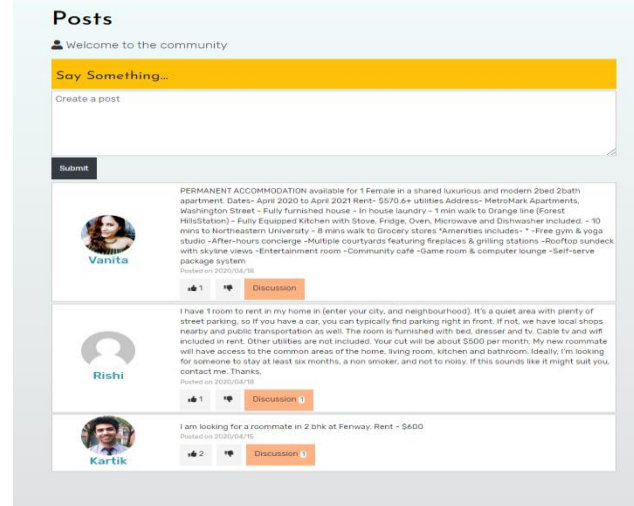 Posts
Welcome to the community
Say Something...
Create a post
Submit
PERMANENT ACCOMMODATION available for 1 Female in a shared luxurious and modern 2bed 2bath
apartment. Dates- April 2020 to April 2021 Rent- $570.6+ utilities Address- MetroMark Apartments,
Washington Street - Fully furnished house - In house laundry - 1 min walk to Orange line (Forest
HillsStation) - Fully Equipped Kitchen with Stove, Fridge, Oven, Microwave and Dishwasher included. - 10
mins to Northeastern University - 8 mins walk to Grocery stores *Amenities includes- * -Free gym & yoga
studio -After-hours concierge -Multiple courtyards featuring fireplaces & grilling stations -Rooftop sundeck
with skyline views -Entertainment room -Community café -Game room & computer lounge -Self-serve
package system
Vanita
Posted on 2020/04/18
1 Discussion
I have 1 room to rent in my home in (enter your city, and neighbourhood). It's a quiet area with plenty of
street parking, so If you have a car, you can typically find parking right in front. If not, we have local shops
nearby and public transportation as well. The room is furnished with bed, dresser and tv. Cable tv and wifi
included in rent. Other utilities are not included. Your cut will be about $500 per month. My new roommate
will have access to the common areas of the home, living room, kitchen and bathroom. Ideally, I'm looking
for someone to stay at least six months, a non smoker, and not to noisy. If this sounds like it might suit you,
contact me. Thanks.
Rishi
Posted on 2020/04/18
1 Discussion 1
I am looking for a roommate in 2 bhk at Fenway. Rent - $600
Posted on 2020/04/15
2 Discussion 1
Kartik